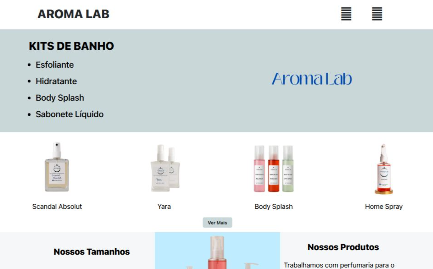 AROMA LAB
KITS DE BANHO
Esfoliante
Hidratante
Body Splash
Sabonete Líquido
Aroma Lab
Scandal Absolut
Yara
Body Splash
Home Spray
Ver Mais
Nossos Tamanhos
Nossos Produtos
Trabalhamos com perfumaria para o